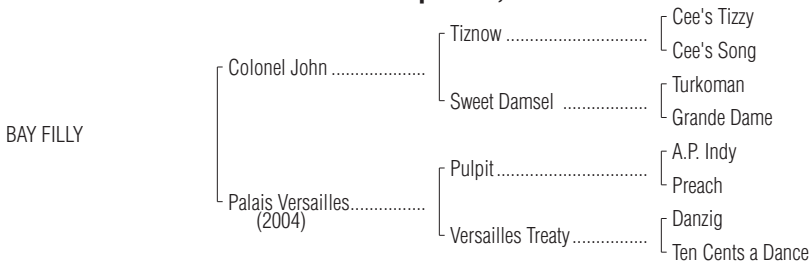 Cee's Tizzy
Tiznow ..............................
Cee's Song
Colonel John ....................
Turkoman
Sweet Damsel ..................
Grande Dame
BAY FILLY
A.P. Indy
Pulpit................................
Preach
Palais Versailles................
(2004)
Danzig
Versailles Treaty................
Ten Cents a Dance